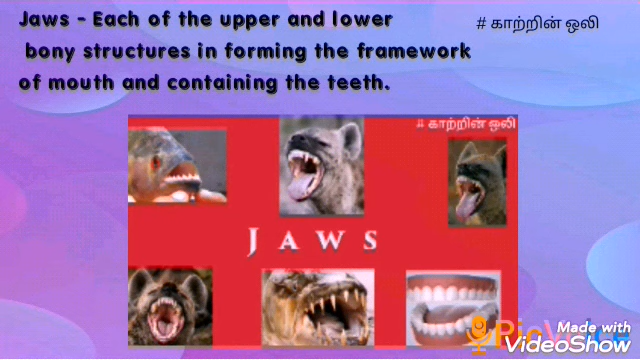 Jaws - Each of the upper and lower
# காற்றின் ஒலி
bony structures in forming the framework
of mouth and containing the teeth.
# காற்றின் ஒலி
JAWS
Made with
VideoShow